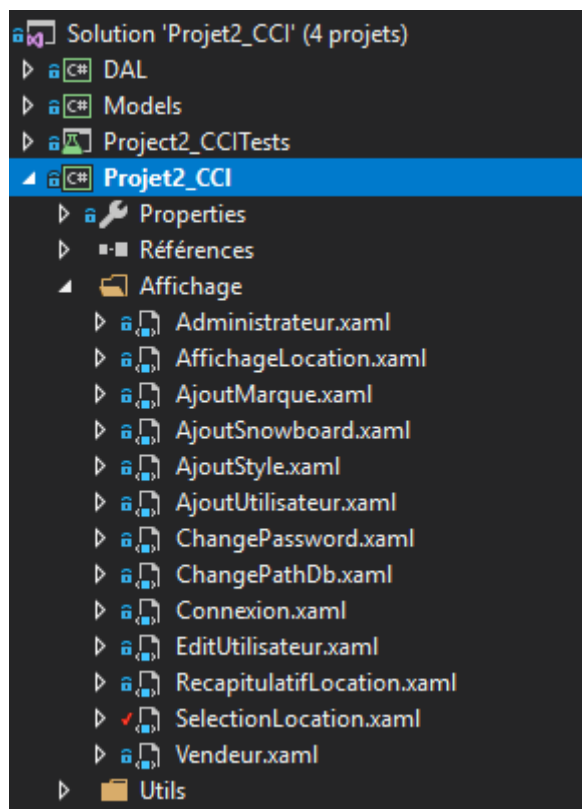 Solution 'Projet2_CCI' (4 projets)
C# DAL
C# Models
Project2_CCITests
C# Projet2_CCI
Properties
Références
Affichage
Administrateur.xaml
AffichageLocation.xaml
AjoutMarque.xaml
AjoutSnowboard.xaml
AjoutStyle.xaml
AjoutUtilisateur.xaml
ChangePassword.xaml
ChangePathDb.xaml
Connexion.xaml
EditUtilisateur.xaml
RecapitulatifLocation.xaml
SelectionLocation.xaml
Vendeur.xaml
Utils